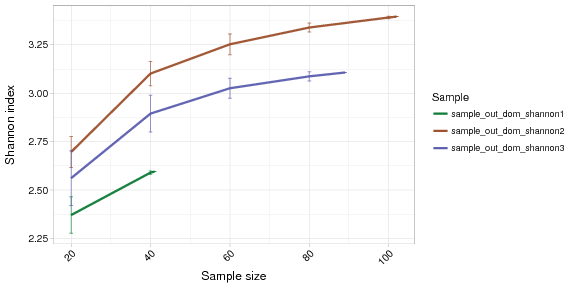 Shannon index
3.25
3.00
2.75
2.50
2.25
20
40
60
80
100
Sample size
Sample
sample_out_dom_shannon1
sample_out_dom_shannon2
sample_out_dom_shannon3